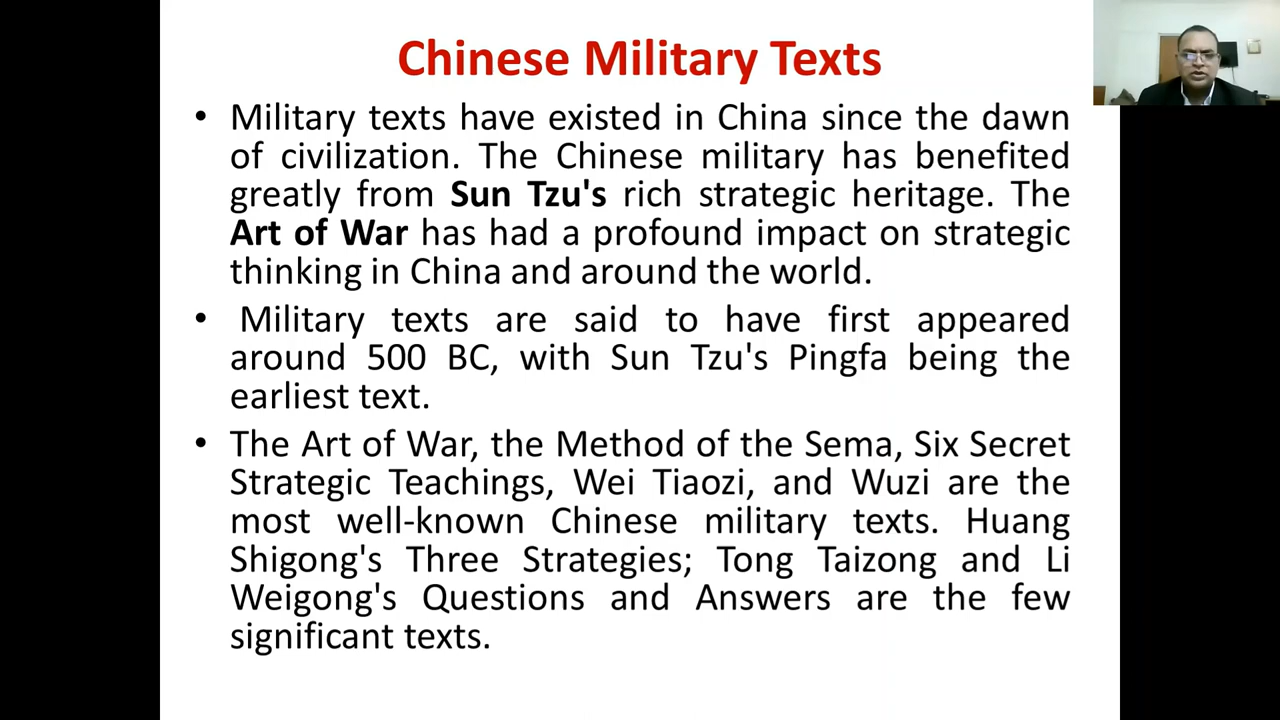 Chinese Military Texts
• Military texts have existed in China since the dawn
of civilization. The Chinese military has benefited
greatly from Sun Tzu's rich strategic heritage. The
Art of War has had a profound impact on strategic
thinking in China and around the world.
• Military texts are said to have first appeared
around 500 BC, with Sun Tzu's Pingfa being the
earliest text.
• The Art of War, the Method of the Sema, Six Secret
Strategic Teachings, Wei Tiaozi, and Wuzi are the
most well-known Chinese military texts. Huang
Shigong's Three Strategies; Tong Taizong and Li
Weigong's Questions and Answers are the few
significant texts.